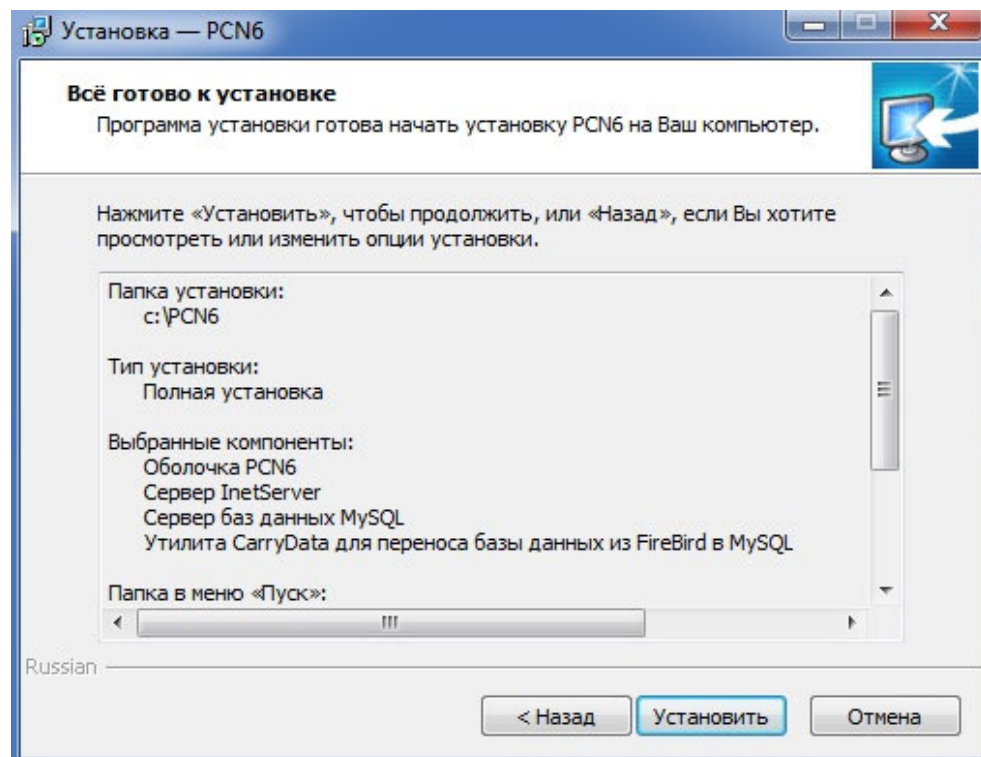 Установка — PCN6
Всё готово к установке
Программа установки готова начать установку PCN6 на Ваш компьютер.
Нажмите «Установить», чтобы продолжить, или «Назад», если Вы хотите
просмотреть или изменить опции установки.
Папка установки:
c:\PCN6
Тип установки:
Полная установка
Выбранные компоненты:
Оболочка PCN6
Сервер InetServer
Сервер баз данных MySQL
Утилита CarryData для переноса базы данных из FireBird в MySQL
Папка в меню «Пуск»:
Russian
< Назад
Установить
Отмена